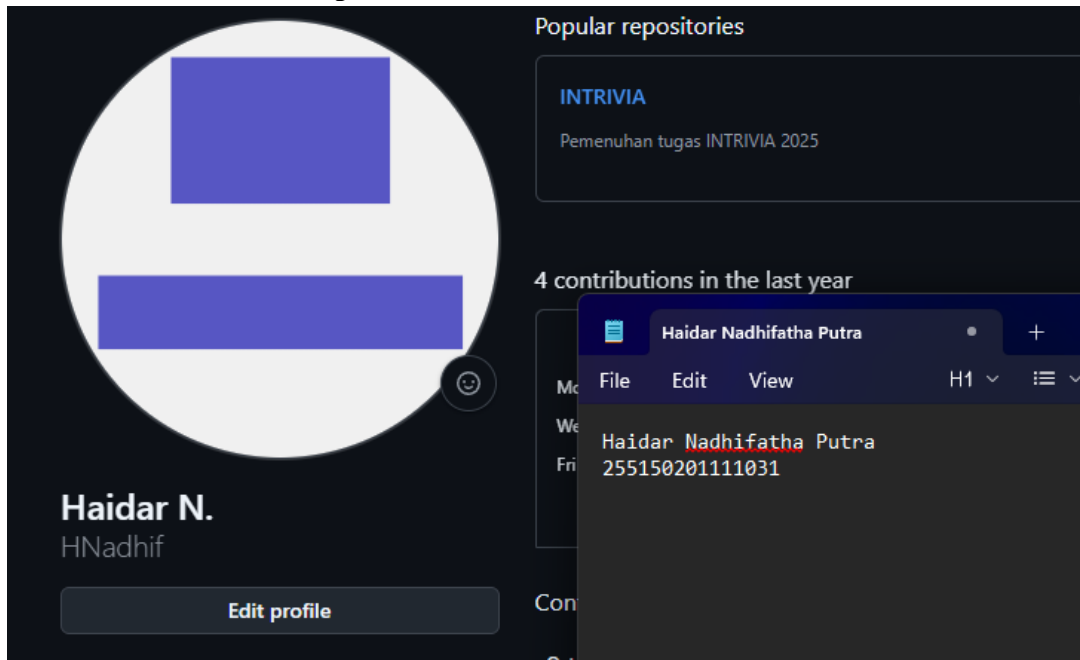 Popular repositories
INTRIVIA
Pemenuhan tugas INTRIVIA 2025
4 contributions in the last year
Haidar Nadhifatha Putra
File Edit View H1
Haidar Nadhifatha Putra
255150201111031
Fri
Haidar N.
HNadhif
Edit profile